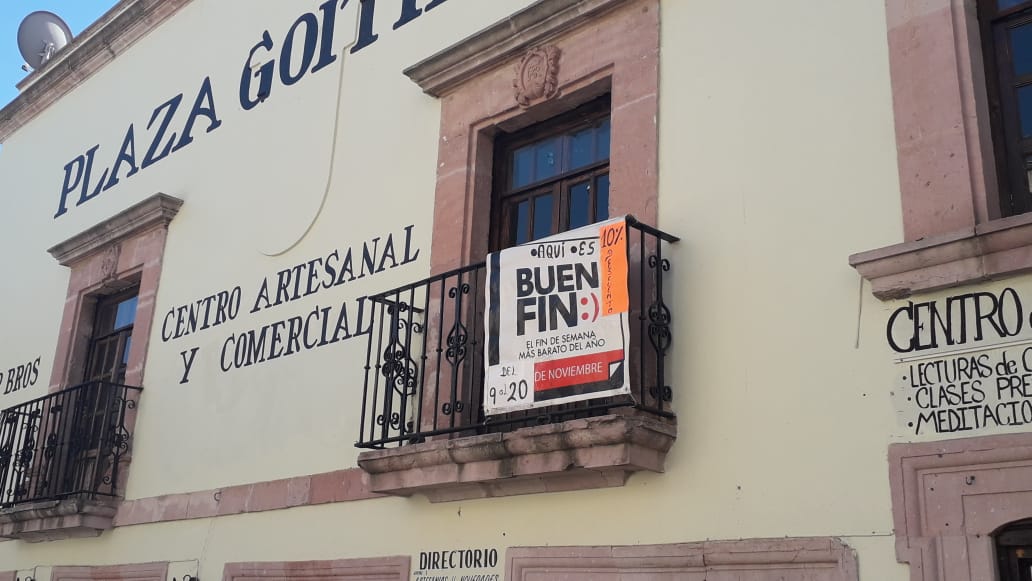 PLAZA GOITI
CENTRO ARTESANAL
Y COMERCIAL
BROS
•AQUÍ •ES
10%
BUEN
FIN:)
EL FIN DE SEMANA
MÁS BARATO DEL AÑO
DEL
9 al 20
DE NOVIEMBRE
CENTRO
•LECTURAS de
•CLASES PRE
•MEDITACIO
DIRECTORIO